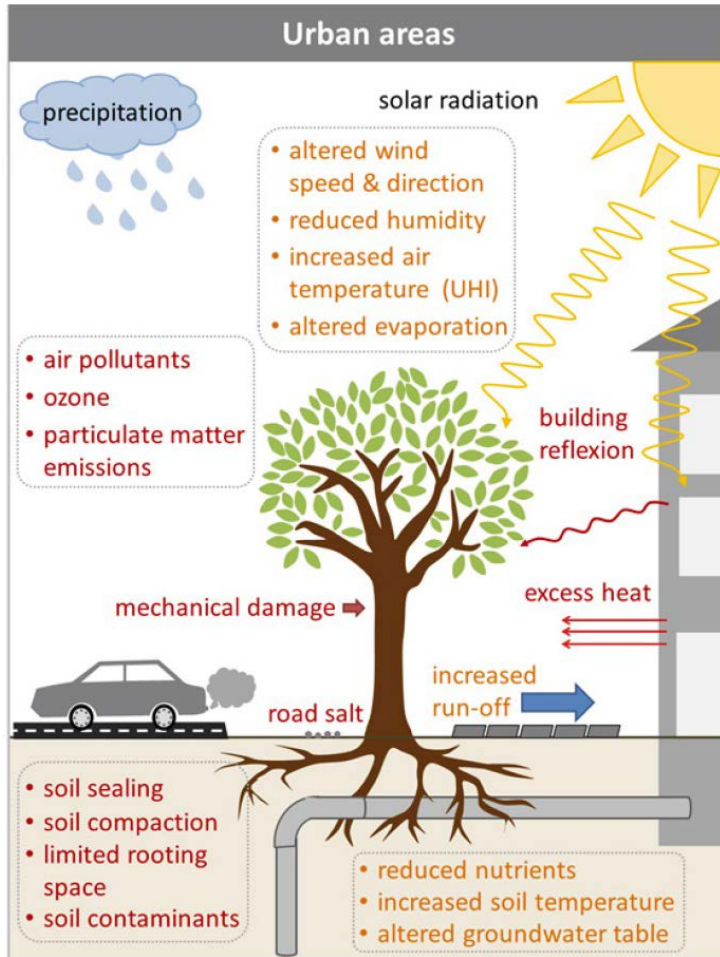 Urban areas
precipitation
solar radiation
• altered wind
speed & direction
• reduced humidity
• increased air
temperature (UHI)
• altered evaporation
• air pollutants
• ozone
• particulate matter
emissions
building
reflexion
mechanical damage
excess heat
increased
run-off
road salt
• soil sealing
• soil compaction
• limited rooting
space
• soil contaminants
• reduced nutrients
• increased soil temperature
• altered groundwater table